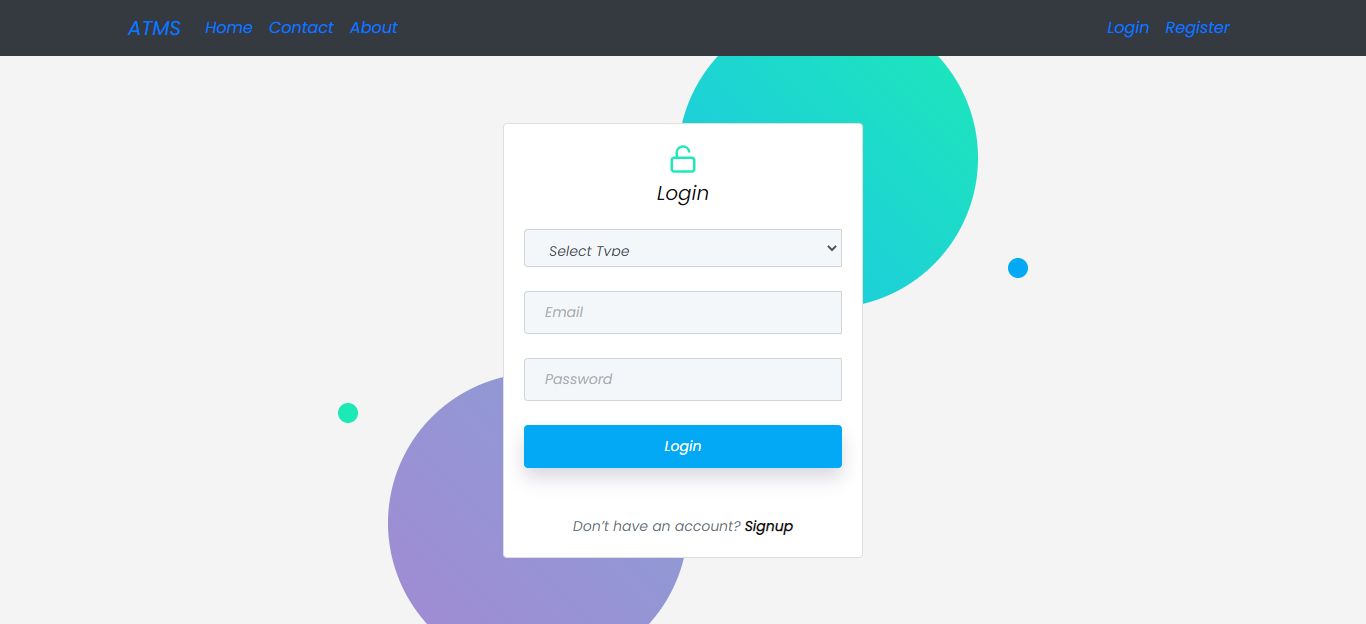 ATMS Home Contact About Login Register
Login
Select Type
Email
Password
Login
Don't have an account? Signup